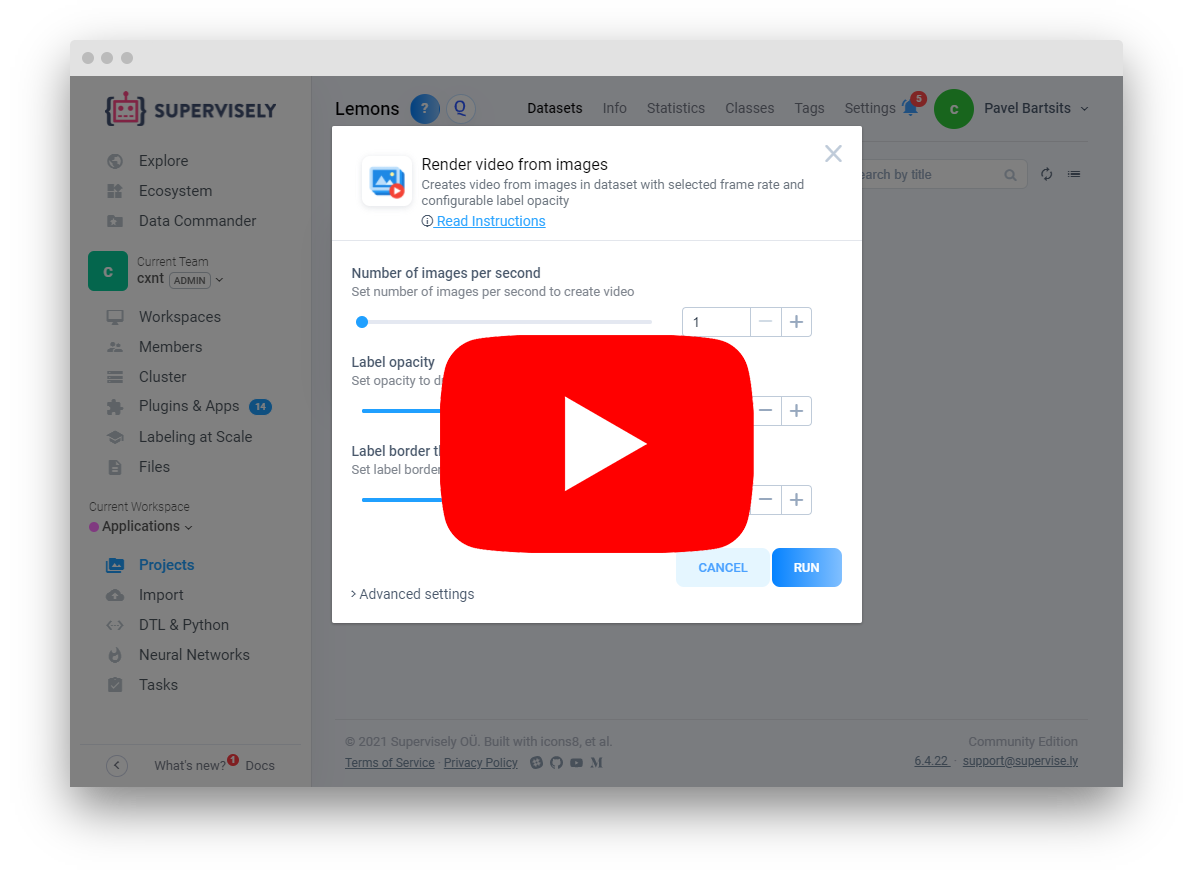 SUPERVISELY
Explore
Ecosystem
Data Commander
Current Team
c
cxnt ADMIN
Workspaces
Members
Cluster
Plugins & Apps 14
Labeling at Scale
Files
Current Workspace
Applications
Projects
Import
DTL & Python
Neural Networks
Tasks
What's new? 1 Docs
Lemons ? Q Datasets Info Statistics Classes Tags Settings 5 c Pavel Bartsits
by title
Render video from images
Creates video from images in dataset with selected frame rate and
configurable label opacity
Read Instructions
Number of images per second
Set number of images per second to create video
1
Label opacity
Set opacity to
Label border
Set label border
CANCEL RUN
Advanced settings
© 2021 Supervisely OÜ. Built with icons8, et al. Community Edition
Terms of Service · Privacy Policy 6.4.22 · support@supervise.ly